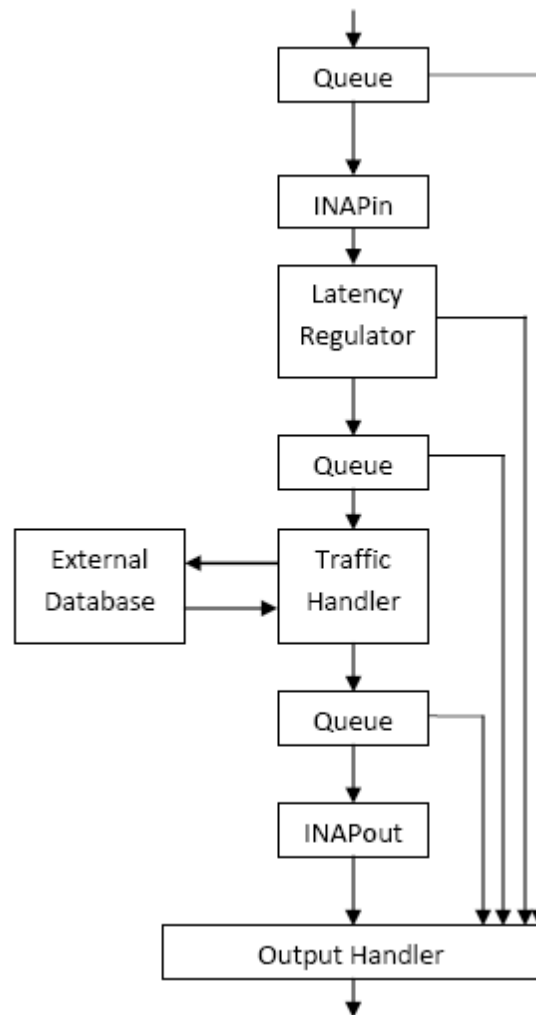 Queue
INAPin
Latency
Regulator
Queue
External
Database
Traffic
Handler
Queue
INAPout
Output Handler